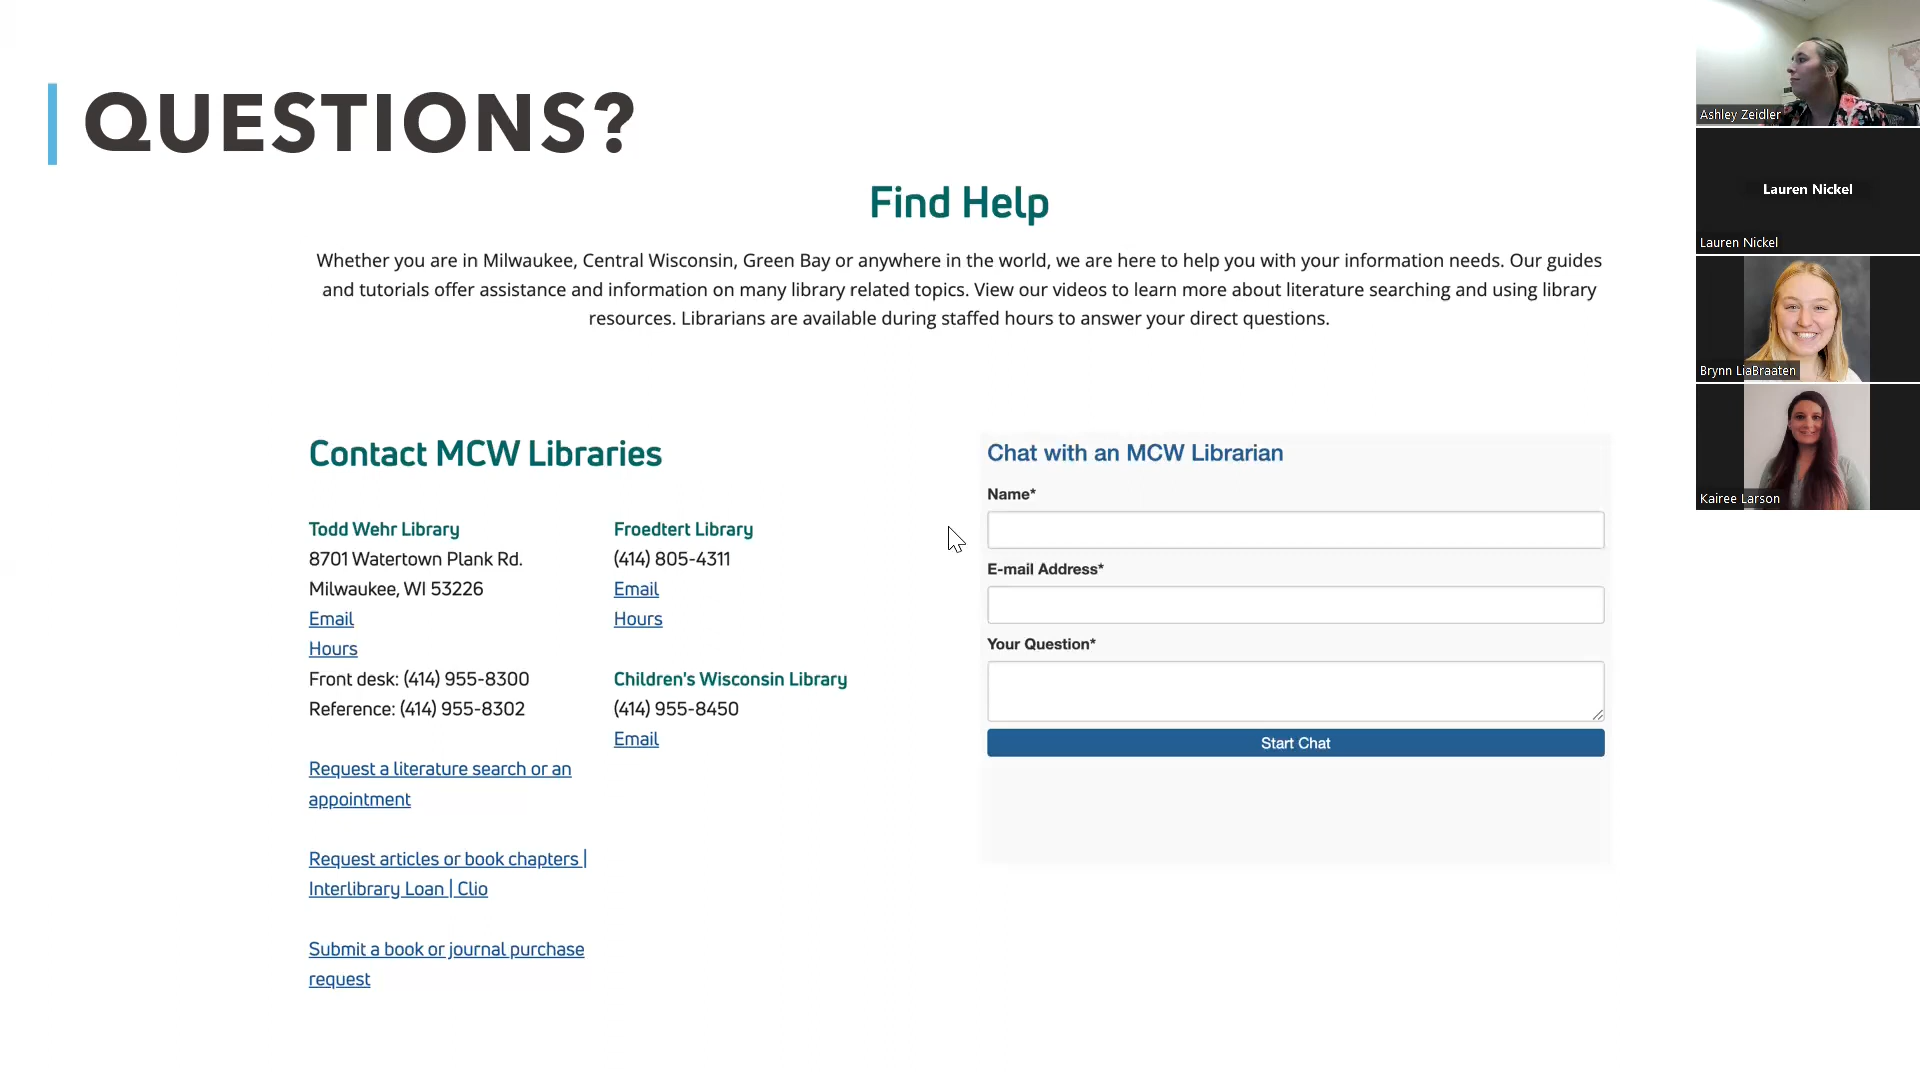 QUESTIONS?
Find Help
Whether you are in Milwaukee, Central Wisconsin, Green Bay or anywhere in the world, we are here to help you with your information needs. Our guides
and tutorials offer assistance and information on many library related topics. View our videos to learn more about literature searching and using library
resources. Librarians are available during staffed hours to answer your direct questions.
Contact MCW Libraries
Todd Wehr Library
8701 Watertown Plank Rd.
Milwaukee, WI 53226
Email
Hours
Front desk: (414) 955-8300
Reference: (414) 955-8302
Request a literature search or an
appointment
Request articles or book chapters |
Interlibrary Loan | Clio
Submit a book or journal purchase
request
Froedtert Library
(414) 805-4311
Email
Hours
Children's Wisconsin Library
(414) 955-8450
Email
Chat with an MCW Librarian
Name*
E-mail Address*
Your Question*
Start Chat
Ashley Zeidler
Lauren Nickel
Lauren Nickel
Brynn LiaBraaten
Kairee Larson